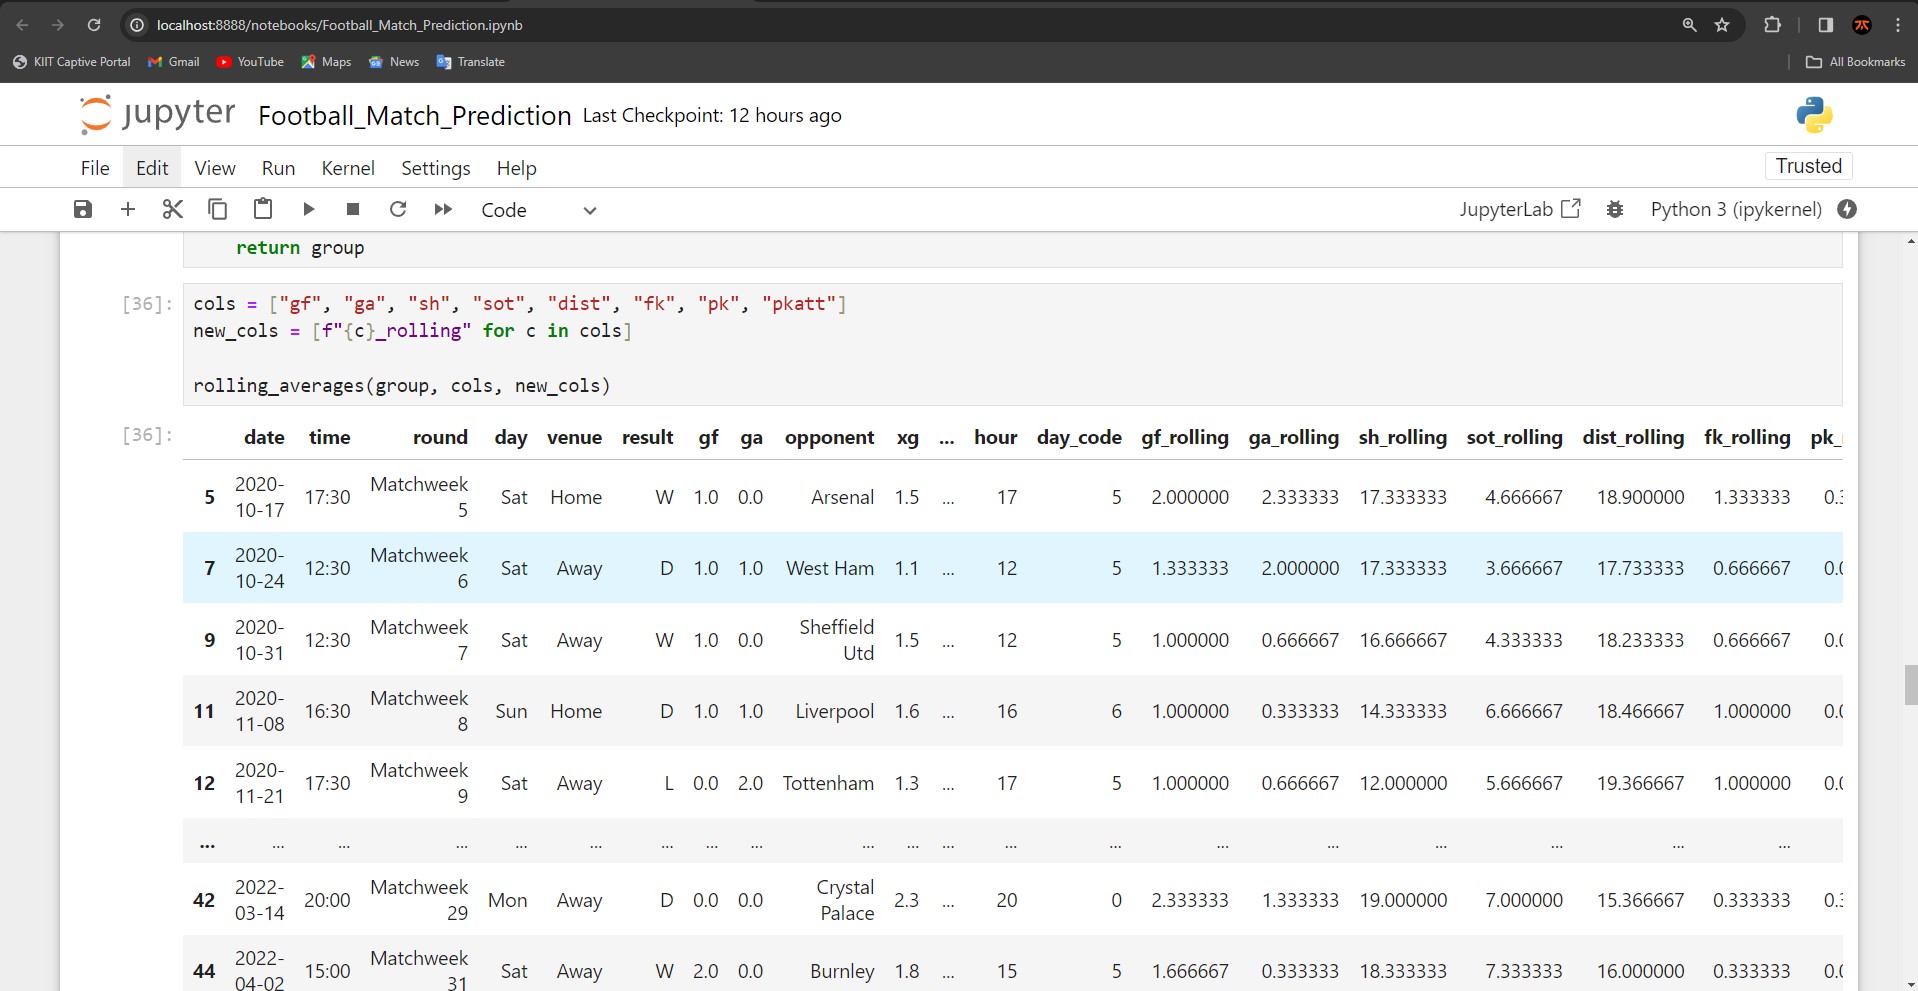 localhost:8888/notebooks/Football_Match_Prediction.ipynb
KIIT Captive Portal Gmail YouTube Maps News Translate All Bookmarks
jupyter Football_Match_Prediction Last Checkpoint: 12 hours ago
File Edit View Run Kernel Settings Help Trusted
Code JupyterLab Python 3 (ipykernel)
return group
[36]: cols = ["gf", "ga", "sh", "sot", "dist", "fk", "pk", "pkatt"]
new_cols = [f"{c}_rolling" for c in cols]
rolling_averages(group, cols, new_cols)
[36]: date time round day venue result gf ga opponent xg ... hour day_code gf_rolling ga_rolling sh_rolling sot_rolling dist_rolling fk_rolling pk_
5 2020-10-17 17:30 Matchweek 5 Sat Home W 1.0 0.0 Arsenal 1.5 ... 17 5 2.000000 2.333333 17.333333 4.666667 18.900000 1.333333 0.3
7 2020-10-24 12:30 Matchweek 6 Sat Away D 1.0 1.0 West Ham 1.1 ... 12 5 1.333333 2.000000 17.333333 3.666667 17.733333 0.666667 0.0
9 2020-10-31 12:30 Matchweek 7 Sat Away W 1.0 0.0 Sheffield Utd 1.5 ... 12 5 1.000000 0.666667 16.666667 4.333333 18.233333 0.666667 0.0
11 2020-11-08 16:30 Matchweek 8 Sun Home D 1.0 1.0 Liverpool 1.6 ... 16 6 1.000000 0.333333 14.333333 6.666667 18.466667 1.000000 0.0
12 2020-11-21 17:30 Matchweek 9 Sat Away L 0.0 2.0 Tottenham 1.3 ... 17 5 1.000000 0.666667 12.000000 5.666667 19.366667 1.000000 0.0
... ... ... ... ... ... ... ... ... ... ... ... ... ... ... ... ... ... ... ...
42 2022-03-14 20:00 Matchweek 29 Mon Away D 0.0 0.0 Crystal Palace 2.3 ... 20 0 2.333333 1.333333 19.000000 7.000000 15.366667 0.333333 0.3
44 2022-04-02 15:00 Matchweek 31 Sat Away W 2.0 0.0 Burnley 1.8 ... 15 5 1.666667 0.333333 18.333333 7.333333 16.000000 0.333333 0.0